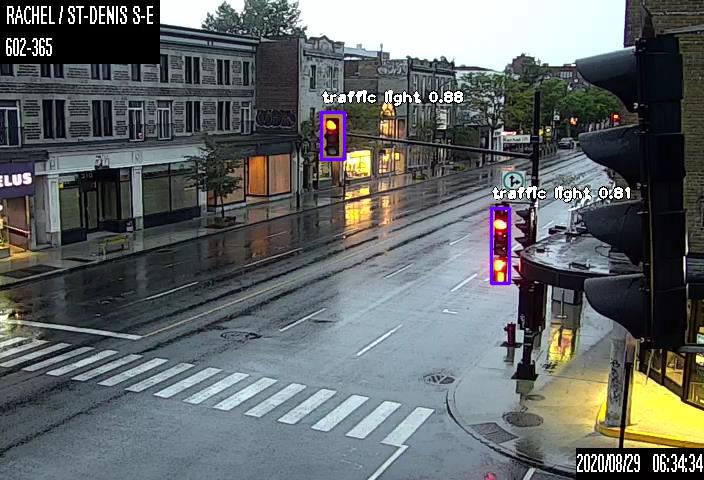 RACHEL / ST-DENIS S-E
602-365
traffic light 0.88
traffic light 0.81
ELUS
2020/08/29 06:34:34